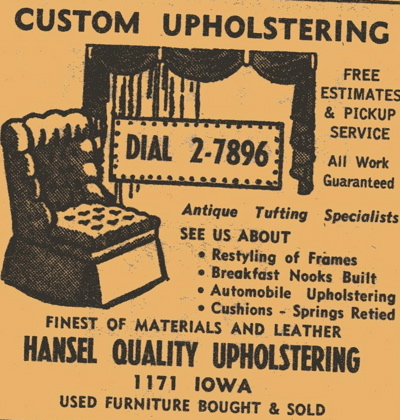 CUSTOM UPHOLSTERING
FREE
ESTIMATES
& PICKUP
SERVICE
All Work
Guaranteed
DIAL 2-7896
Antique Tufting Specialists
SEE US ABOUT
• Restyling of Frames
• Breakfast Nooks Built
• Automobile Upholstering
• Cushions - Springs Retied
FINEST OF MATERIALS AND LEATHER
HANSEL QUALITY UPHOLSTERING
1171 IOWA
USED FURNITURE BOUGHT & SOLD